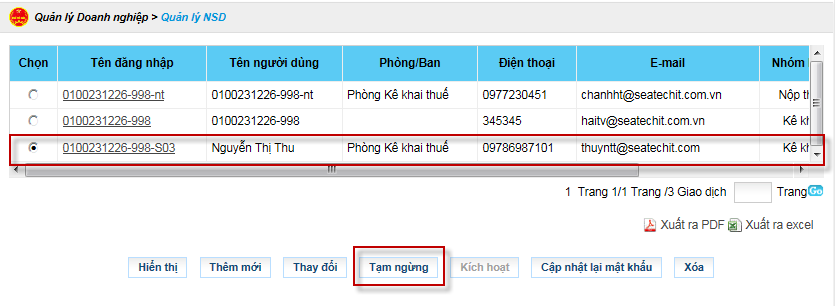 Quản lý Doanh nghiệp > Quản lý NSD
Chọn Tên đăng nhập Tên người dùng Phòng/Ban Điện thoại E-mail Nhóm
0100231226-998-nt 0100231226-998-nt Phòng Kê khai thuế 0977230451 chanhht@seatechit.com.vn Nộp th
0100231226-998 0100231226-998 345345 haitv@seatechit.com.vn Kê kh
0100231226-998-S03 Nguyễn Thị Thu Phòng Kê khai thuế 09786987101 thuyntt@seatechit.com Kê kh
1 Trang 1/1 Trang /3 Giao dịch Trang Go
Xuất ra PDF Xuất ra excel
Hiển thị Thêm mới Thay đổi Tạm ngừng Kích hoạt Cập nhật lại mật khẩu Xóa